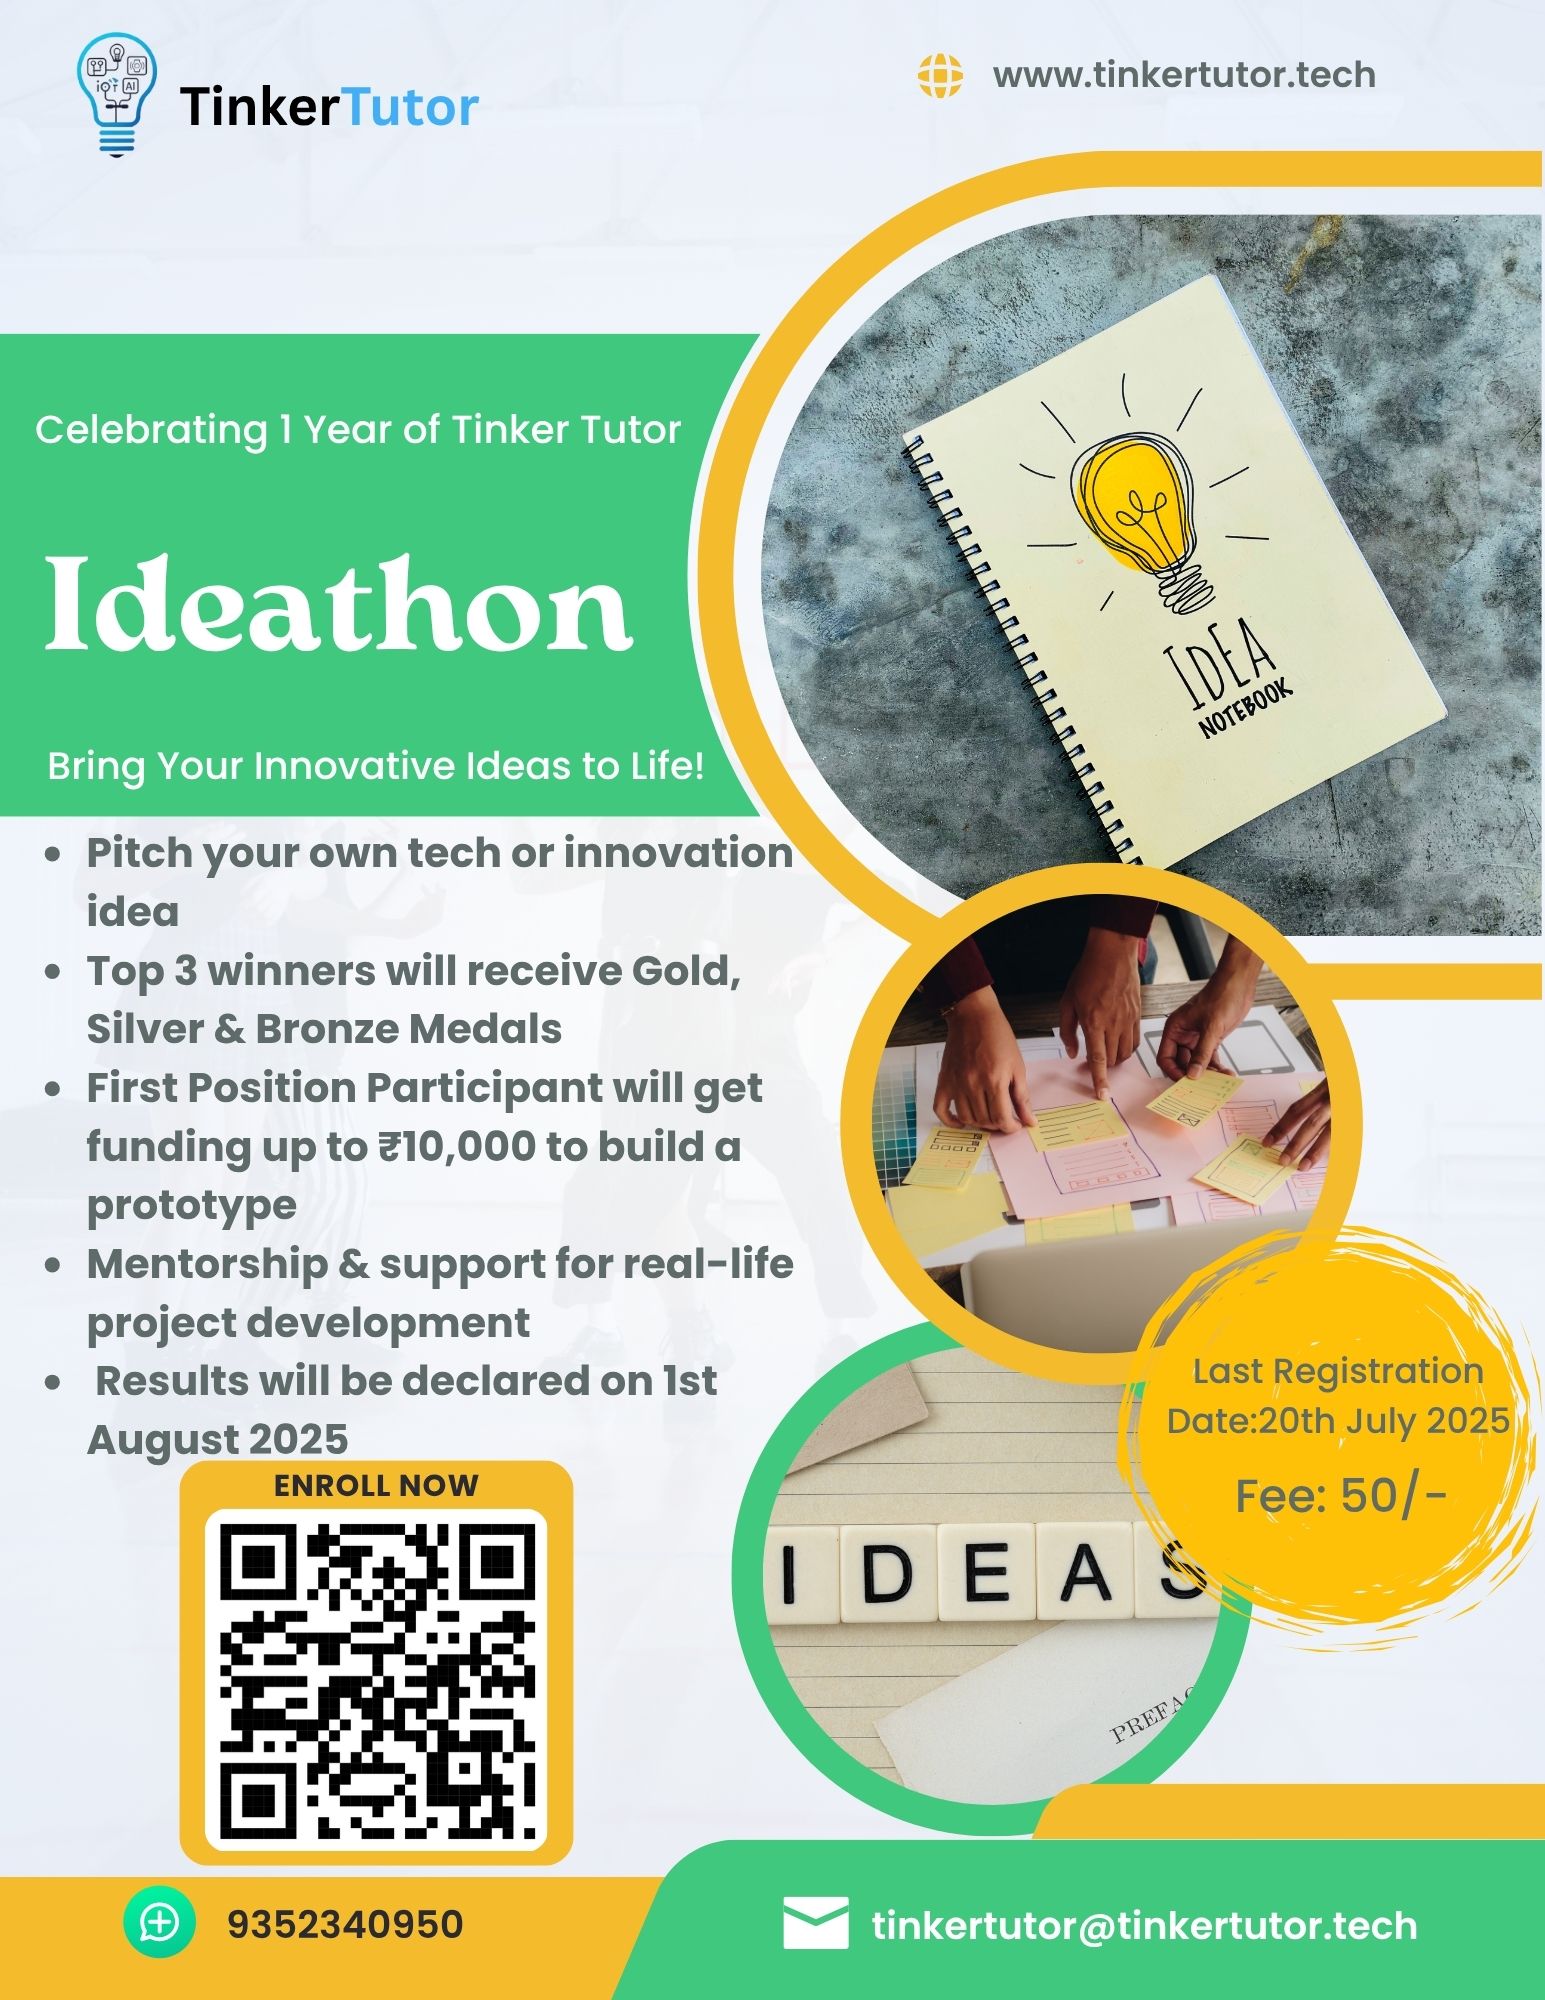 TinkerTutor
www.tinkertutor.tech
Celebrating 1 Year of Tinker Tutor
Ideathon
Bring Your Innovative Ideas to Life!
IDEA
NOTEBOOK
• Pitch your own tech or innovation
idea
• Top 3 winners will receive Gold,
Silver & Bronze Medals
• First Position Participant will get
funding up to ₹10,000 to build a
prototype
• Mentorship & support for real-life
project development
• Results will be declared on 1st
August 2025
Last Registration
Date:20th July 2025
Fee: 50/-
IDEAS
PREFAC
ENROLL NOW
9352340950
tinkertutor@tinkertutor.tech